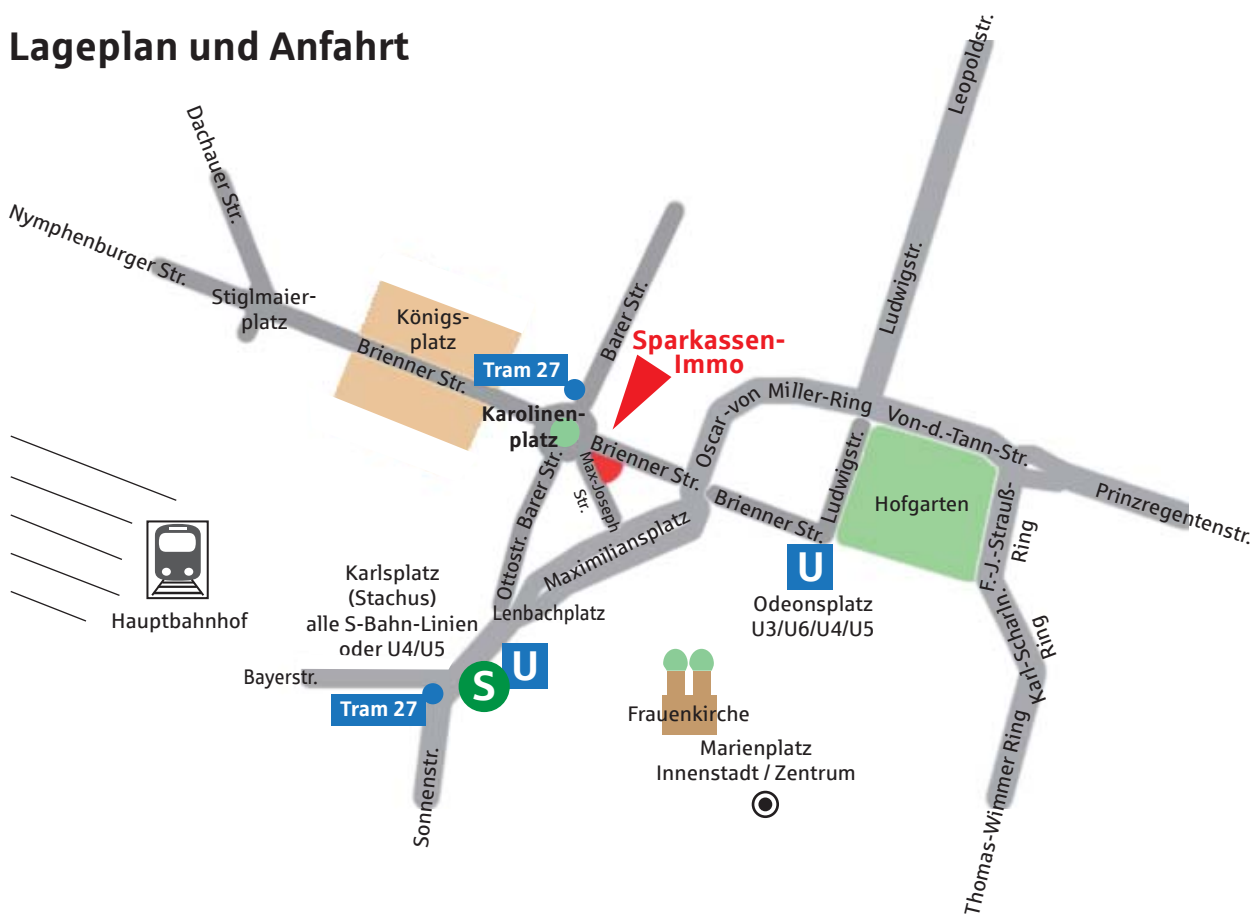 Lageplan und Anfahrt
Leopoldstr.
Dachauer Str.
Nymphenburger Str.
Stiglmaier-
platz
Königs-
platz
Brienner Str.
Tram 27
Barer Str.
Sparkassen-
Immo
Karolinen-
platz
Brienner Str.
Max-Joseph
Str.
Oscar-von
Miller-Ring
Ludwigstr.
Von-d.-Tann-Str.
Ludwigstr.
Hofgarten
Prinzregentenstr.
F.-J.-Strauß-
Ring
Brienner Str.
U
Odeonsplatz
U3/U6/U4/U5
Ottostr.
Barer Str.
Maximiliansplatz
Lenbachplatz
Hauptbahnhof
Karlsplatz
(Stachus)
alle S-Bahn-Linien
oder U4/U5
Bayerstr.
S
U
Tram 27
Sonnenstr.
Frauenkirche
Marienplatz
Innenstadt / Zentrum
Karl-Scharln.
Ring
Thomas-Wimmer Ring